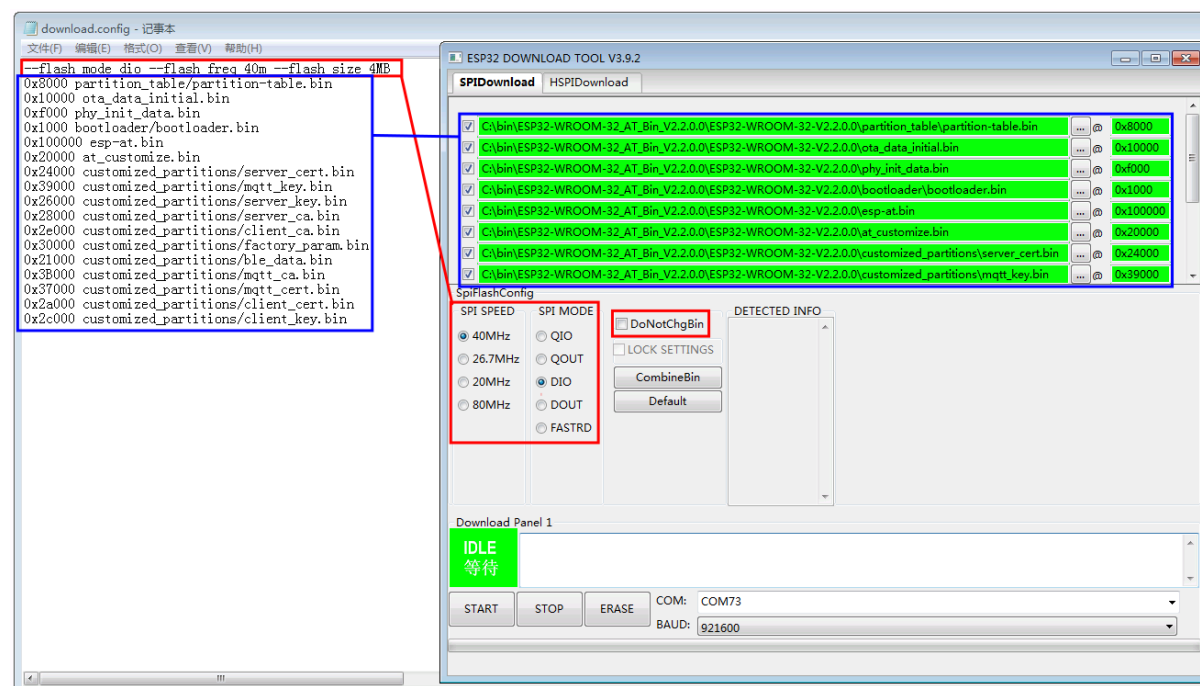 download.config - 记事本
文件(F) 编辑(E) 格式(O) 查看(V) 帮助(H)
--flash_mode dio --flash_freq 40m --flash_size 4MB
0x8000 partition_table/partition-table.bin
0x10000 ota_data_initial.bin
0xf000 phy_init_data.bin
0x1000 bootloader/bootloader.bin
0x100000 esp-at.bin
0x20000 at_customize.bin
0x24000 customized_partitions/server_cert.bin
0x39000 customized_partitions/mqtt_key.bin
0x26000 customized_partitions/server_key.bin
0x28000 customized_partitions/server_ca.bin
0x2e000 customized_partitions/client_ca.bin
0x30000 customized_partitions/factory_param.bin
0x21000 customized_partitions/ble_data.bin
0x3B000 customized_partitions/mqtt_ca.bin
0x37000 customized_partitions/mqtt_cert.bin
0x2a000 customized_partitions/client_cert.bin
0x2c000 customized_partitions/client_key.bin
ESP32 DOWNLOAD TOOL V3.9.2
SPIDownload HSPIDownload
C:\bin\ESP32-WROOM-32_AT_Bin_V2.2.0.0\ESP32-WROOM-32-V2.2.0.0\partition_table\partition-table.bin ... @ 0x8000
C:\bin\ESP32-WROOM-32_AT_Bin_V2.2.0.0\ESP32-WROOM-32-V2.2.0.0\ota_data_initial.bin ... @ 0x10000
C:\bin\ESP32-WROOM-32_AT_Bin_V2.2.0.0\ESP32-WROOM-32-V2.2.0.0\phy_init_data.bin ... @ 0xf000
C:\bin\ESP32-WROOM-32_AT_Bin_V2.2.0.0\ESP32-WROOM-32-V2.2.0.0\bootloader\bootloader.bin ... @ 0x1000
C:\bin\ESP32-WROOM-32_AT_Bin_V2.2.0.0\ESP32-WROOM-32-V2.2.0.0\esp-at.bin ... @ 0x100000
C:\bin\ESP32-WROOM-32_AT_Bin_V2.2.0.0\ESP32-WROOM-32-V2.2.0.0\at_customize.bin ... @ 0x20000
C:\bin\ESP32-WROOM-32_AT_Bin_V2.2.0.0\ESP32-WROOM-32-V2.2.0.0\customized_partitions\server_cert.bin ... @ 0x24000
C:\bin\ESP32-WROOM-32_AT_Bin_V2.2.0.0\ESP32-WROOM-32-V2.2.0.0\customized_partitions\mqtt_key.bin ... @ 0x39000
SpiFlashConfig
SPI SPEED SPI MODE DETECTED INFO
DoNotChgBin
40MHz QIO
LOCK SETTINGS
26.7MHz QOUT
CombineBin
20MHz DIO
Default
80MHz DOUT
FASTRD
Download Panel 1
IDLE
等待
START STOP ERASE
COM: COM73
BAUD: 921600